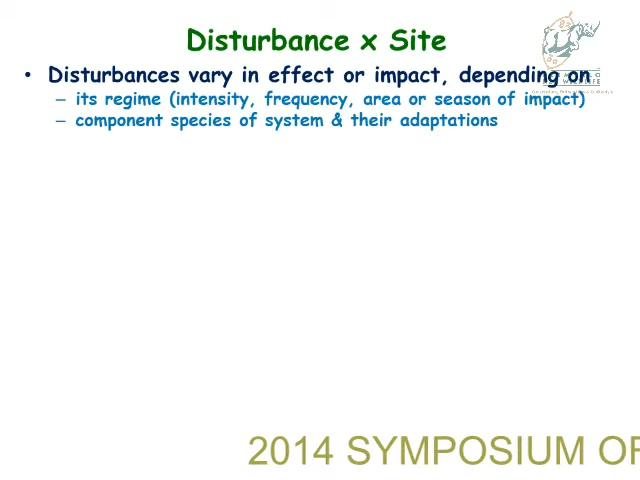 Disturbance x Site
• Disturbances vary in effect or impact, depending on
– its regime (intensity, frequency, area or season of impact)
– component species of system & their adaptations
2014 SYMPOSIUM OF